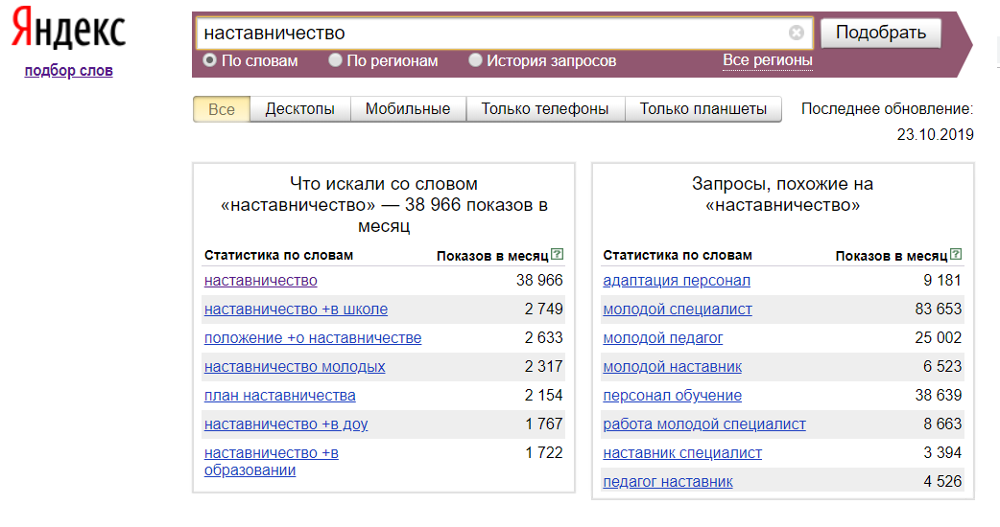 Яндекс
подбор слов
наставничество
Подобрать
По словам По регионам История запросов Все регионы
Все Десктопы Мобильные Только телефоны Только планшеты
Последнее обновление:
23.10.2019
Что искали со словом
«наставничество» — 38 966 показов в
месяц
Статистика по словам Показов в месяц ?
наставничество 38 966
наставничество +в школе 2 749
положение +о наставничестве 2 633
наставничество молодых 2 317
план наставничества 2 154
наставничество +в доу 1 767
наставничество +в 1 722
образовании
Запросы, похожие на
«наставничество»
Статистика по словам Показов в месяц ?
адаптация персонал 9 181
молодой специалист 83 653
молодой педагог 25 002
молодой наставник 6 523
персонал обучение 38 639
работа молодой специалист 8 663
наставник специалист 3 394
педагог наставник 4 526